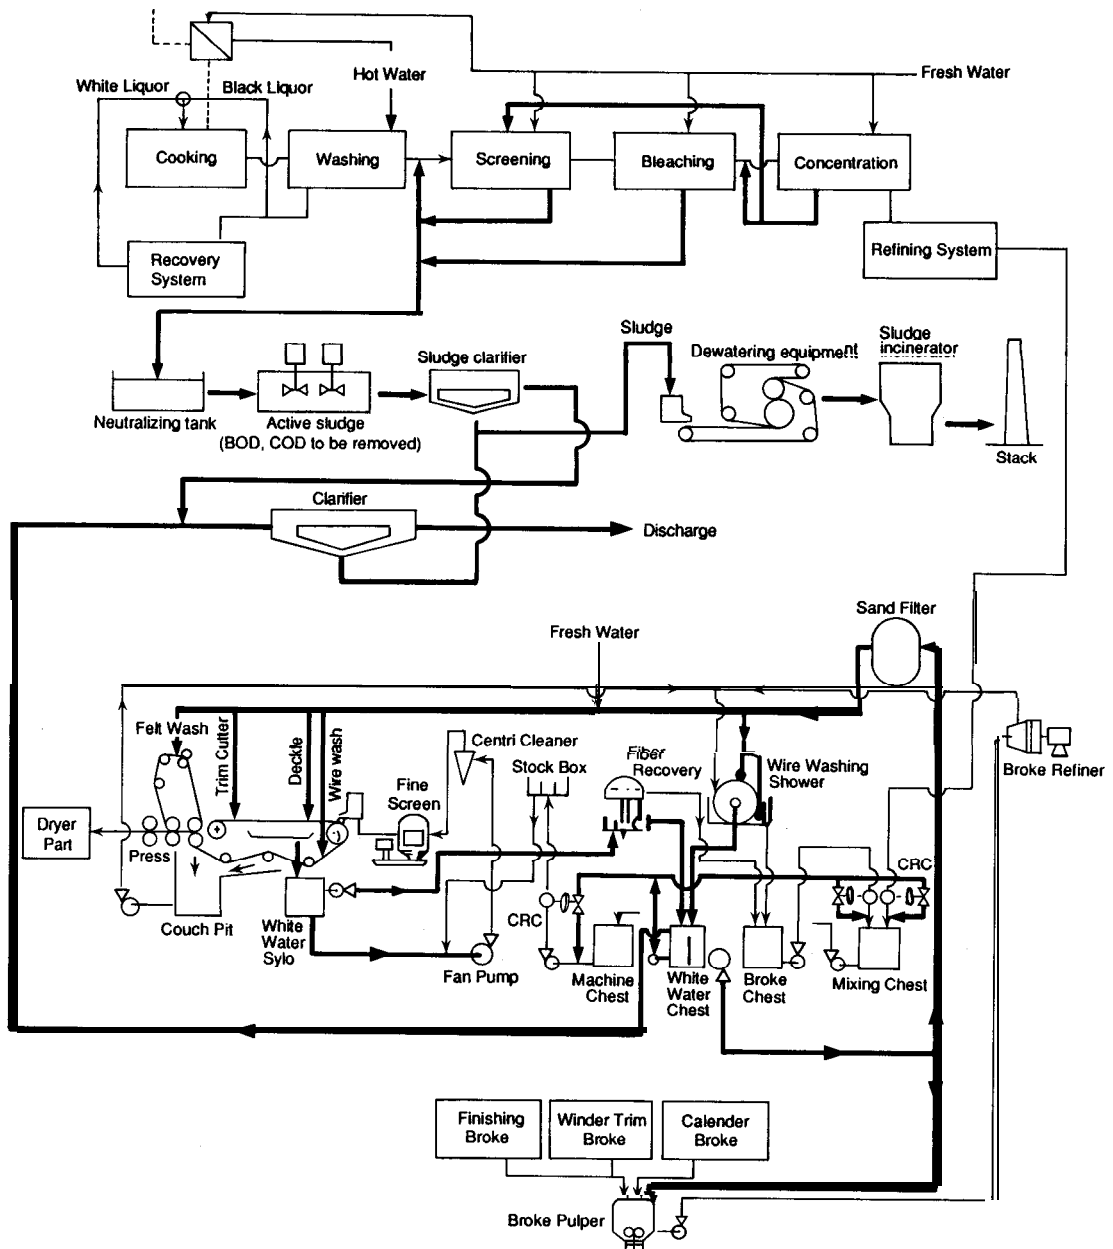 White Liquor
Black Liquor
Hot Water
Fresh Water
Cooking
Washing
Screening
Bleaching
Concentration
Recovery
System
Refining System
Neutralizing tank
Active sludge
(BOD, COD to be removed)
Sludge clarifier
Sludge
Dewatering equipment
Sludge
incinerator
Stack
Clarifier
Discharge
Sand Filter
Fresh Water
Felt Wash
Trim Cutter
Deckle
Wire wash
Centri Cleaner
Stock Box
Fine
Screen
Fiber
Recovery
Wire Washing
Shower
Broke Refiner
Dryer
Part
Press
Couch Pit
White
Water
Sylo
Fan Pump
CRC
Machine
Chest
White
Water
Chest
Broke
Chest
CRC
Mixing Chest
Finishing
Broke
Winder Trim
Broke
Calender
Broke
Broke Pulper